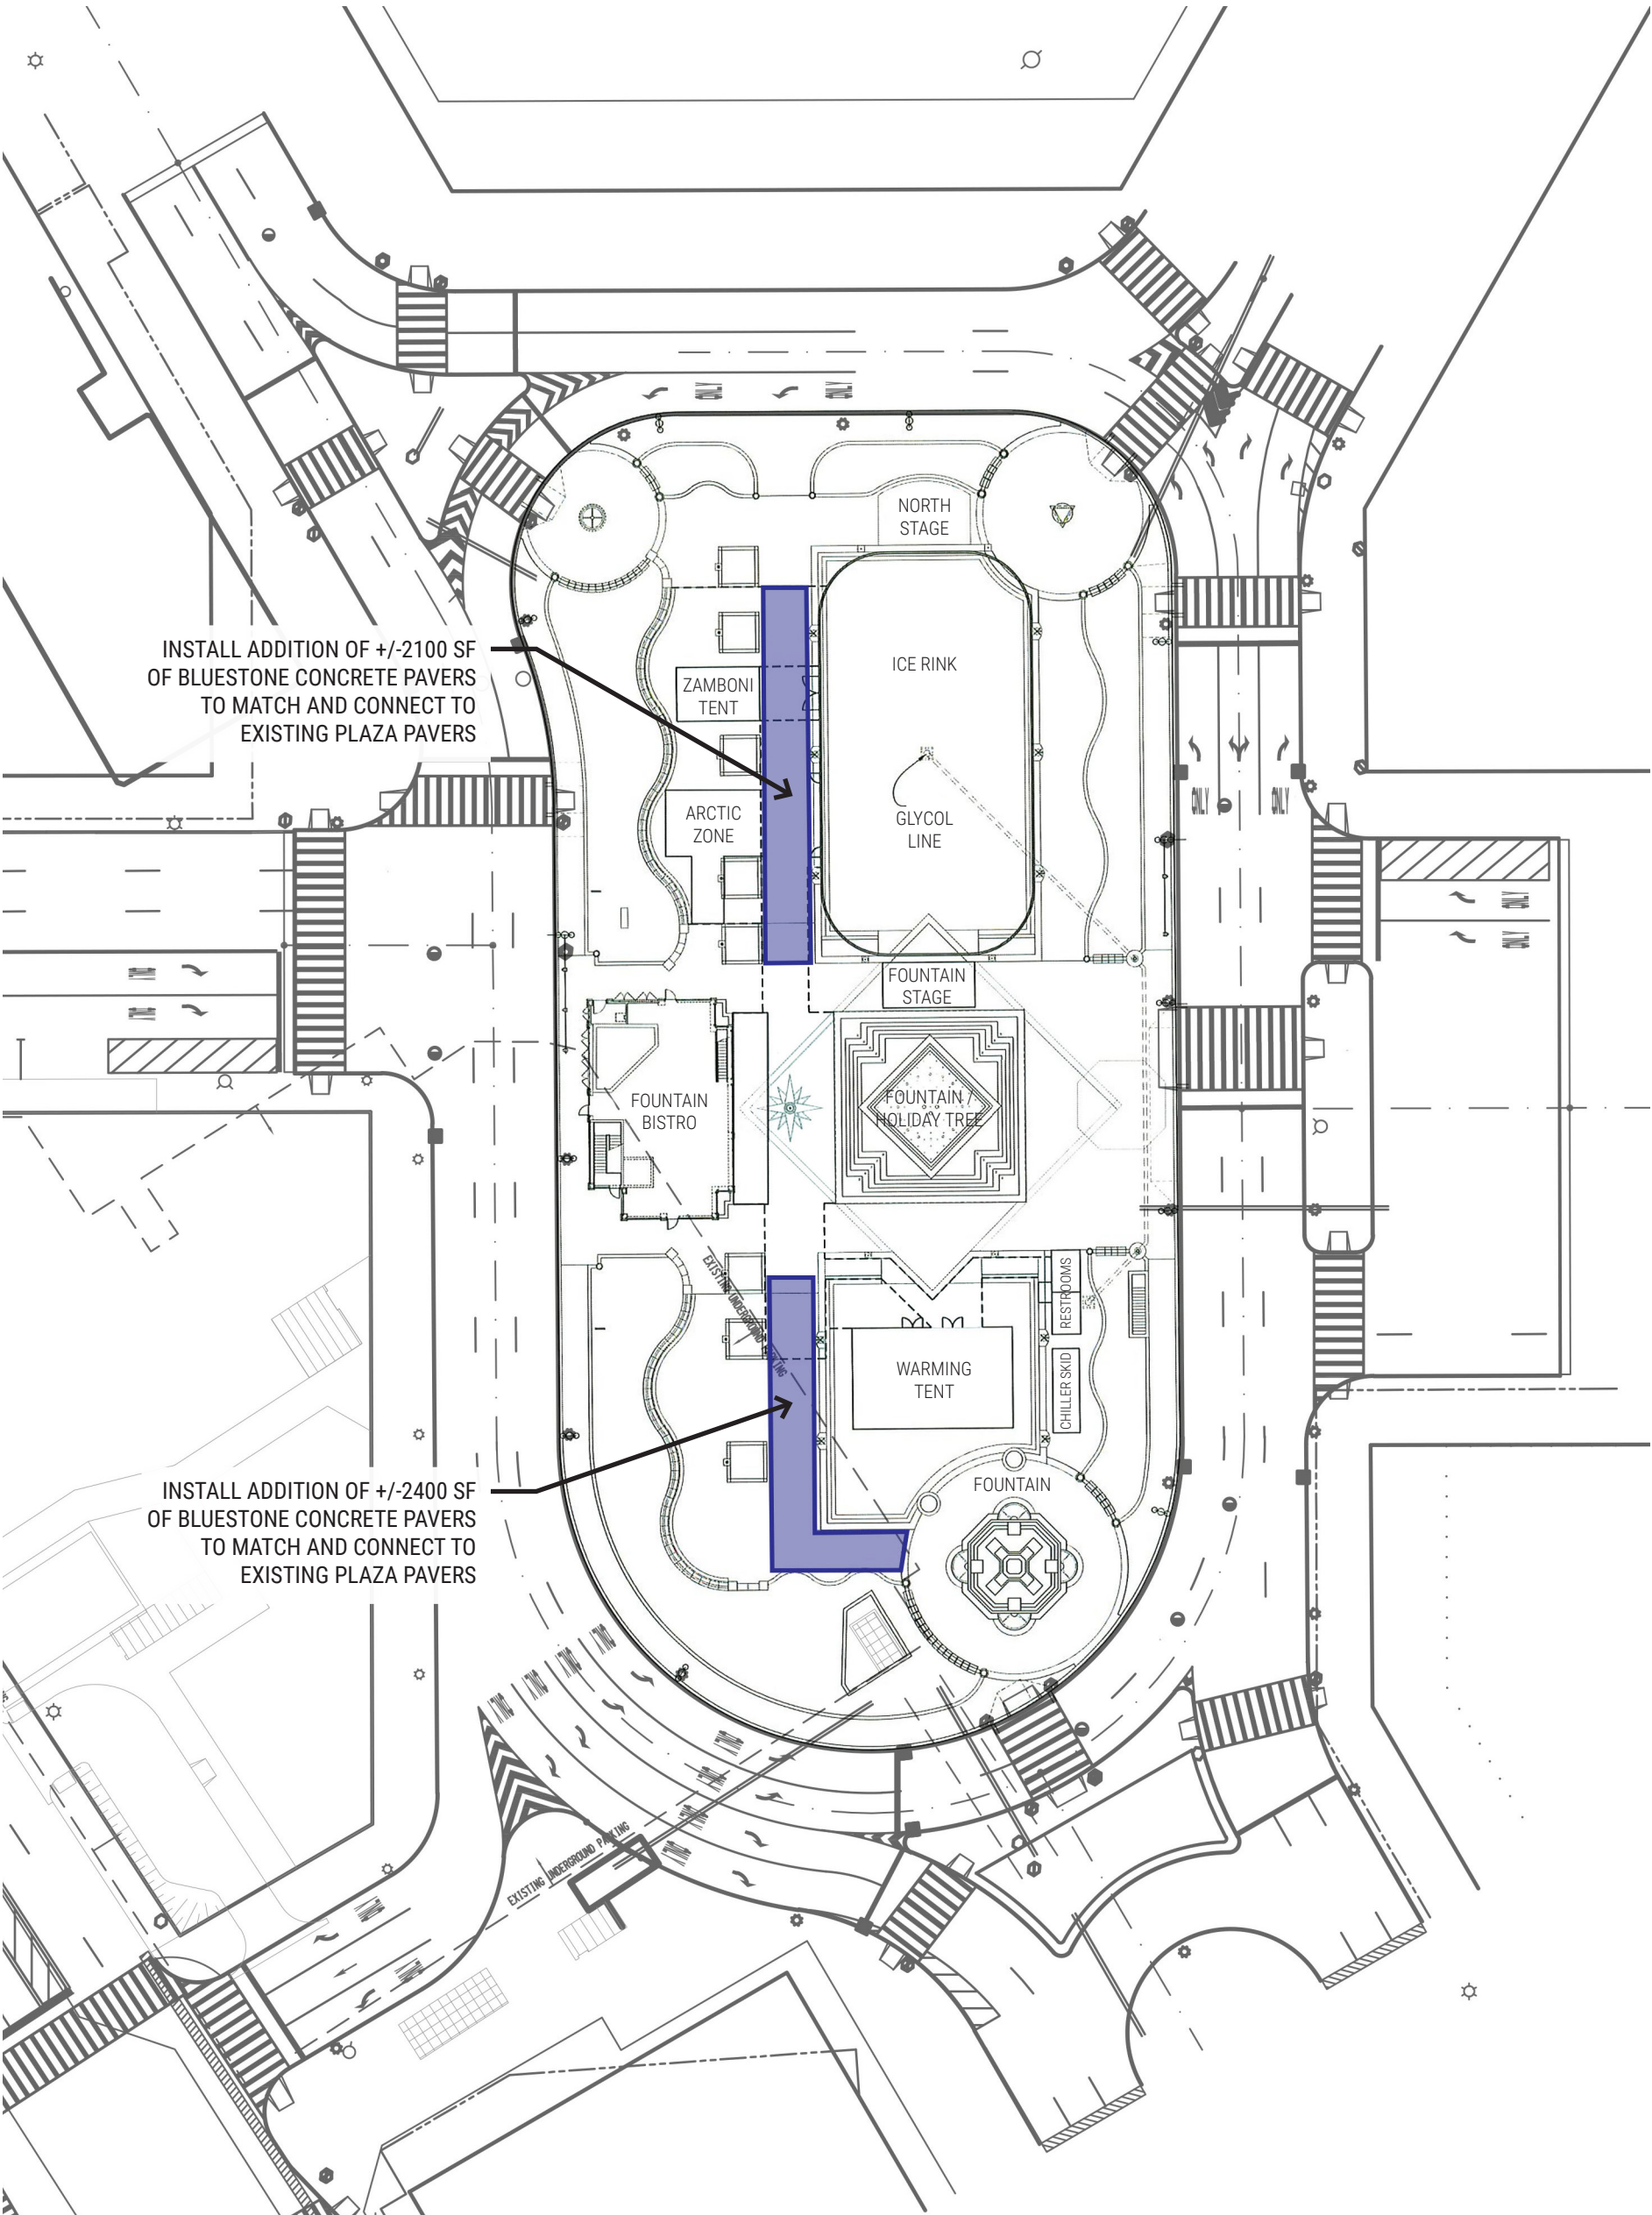 NORTH
STAGE
INSTALL ADDITION OF +/-2100 SF
OF BLUESTONE CONCRETE PAVERS
TO MATCH AND CONNECT TO
EXISTING PLAZA PAVERS
ICE RINK
ZAMBONI
TENT
ARCTIC
ZONE
GLYCOL
LINE
ONLY
ONLY
FOUNTAIN
STAGE
FOUNTAIN
BISTRO
FOUNTAIN /
HOLIDAY TREE
EXISTING UNDERGROUND PARKING
RESTROOMS
WARMING
TENT
CHILLER SKID
FOUNTAIN
INSTALL ADDITION OF +/-2400 SF
OF BLUESTONE CONCRETE PAVERS
TO MATCH AND CONNECT TO
EXISTING PLAZA PAVERS
EXISTING UNDERGROUND PARKING